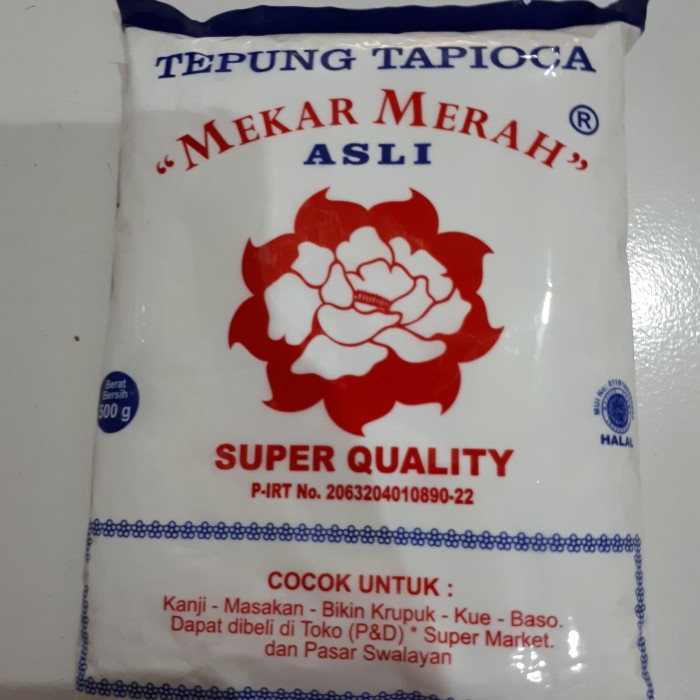 TEPUNG TAPIOCA
"MEKAR MERAH"
®
ASLI
Berat
Bersih
500 g
HALAL
SUPER QUALITY
P-IRT No. 2063204010890-22
COCOK UNTUK :
Kanji - Masakan - Bikin Krupuk - Kue - Baso.
Dapat dibeli di Toko (P&D) * Super Market.
dan Pasar Swalayan